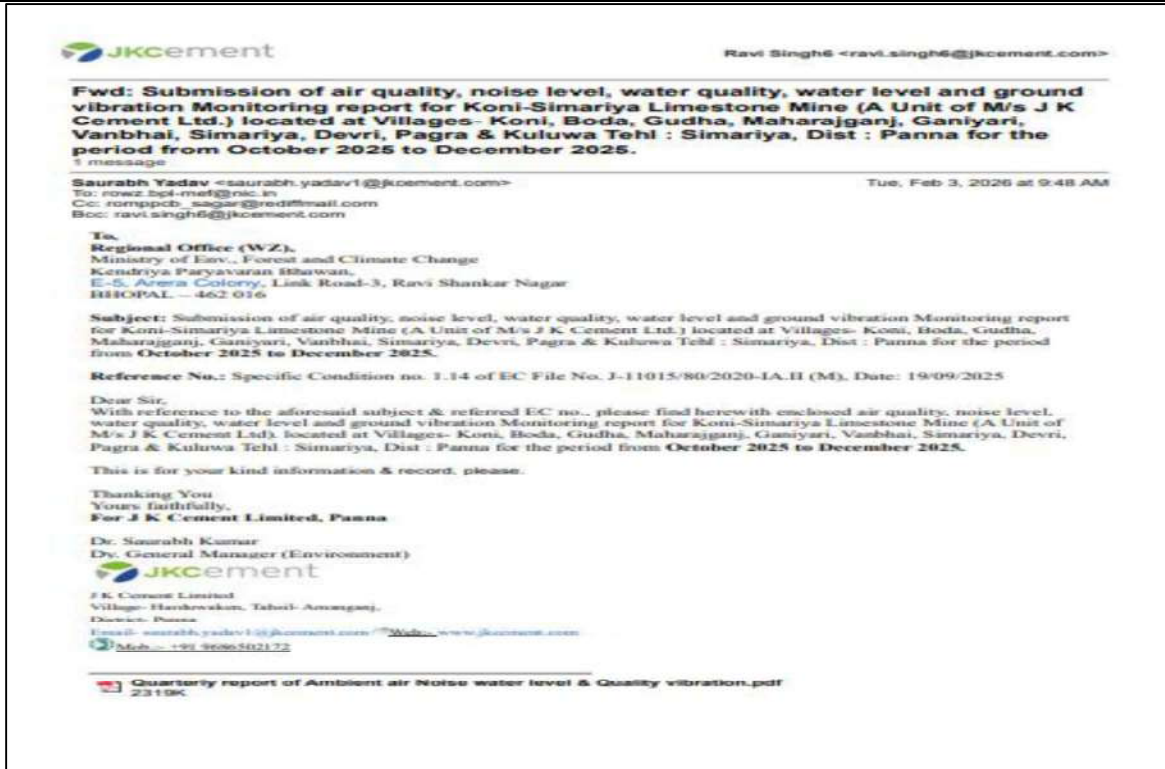 JKCement
Ravi Singh6 <ravi.singh6@jkcement.com>
Fwd: Submission of air quality, noise level, water quality, water level and ground
vibration Monitoring report for Koni-Simariya Limestone Mine (A Unit of M/s J K
Cement Ltd.) located at Villages- Koni, Boda, Gudha, Maharajganj, Ganiyari,
Vanbhai, Simariya, Devri, Pagra & Kuluwa Tehl : Simariya, Dist : Panna for the
period from October 2025 to December 2025.
1 message
Saurabh Yadav <saurabh.yadav1@jkcement.com>
Tue, Feb 3, 2026 at 9:48 AM
To: rowz.bpl-mef@nic.in
Cc: romppcb_sagar@rediffmail.com
Bcc: ravi.singh6@jkcement.com
To,
Regional Office (WZ),
Ministry of Env., Forest and Climate Change
Kendriya Paryavaran Bhawan,
E-5, Arera Colony, Link Road-3, Ravi Shankar Nagar
BHOPAL – 462 016
Subject: Submission of air quality, noise level, water quality, water level and ground vibration Monitoring report
for Koni-Simariya Limestone Mine (A Unit of M/s J K Cement Ltd.) located at Villages- Koni, Boda, Gudha,
Maharajganj, Ganiyari, Vanbhai, Simariya, Devri, Pagra & Kuluwa Tehl : Simariya, Dist : Panna for the period
from October 2025 to December 2025.
Reference No.: Specific Condition no. 1.14 of EC File No. J-11015/80/2020-IA.II (M), Date: 19/09/2025
Dear Sir,
With reference to the aforesaid subject & referred EC no., please find herewith enclosed air quality, noise level,
water quality, water level and ground vibration Monitoring report for Koni-Simariya Limestone Mine (A Unit of
M/s J K Cement Ltd). located at Villages- Koni, Boda, Gudha, Maharajganj, Ganiyari, Vanbhai, Simariya, Devri,
Pagra & Kuluwa Tehl : Simariya, Dist : Panna for the period from October 2025 to December 2025.
This is for your kind information & record, please.
Thanking You
Yours faithfully,
For J K Cement Limited, Panna
Dr. Saurabh Kumar
Dy. General Manager (Environment)
JKCement
J K Cement Limited
Village- Tahsil- Amanganj,
District- Panna
Email- saurabh.yadav1@jkcement.com Web:- www.jkcement.com
Mob.:- +91 9686502172
Quarterly report of Ambient air Noise water level & Quality vibration.pdf
2319K